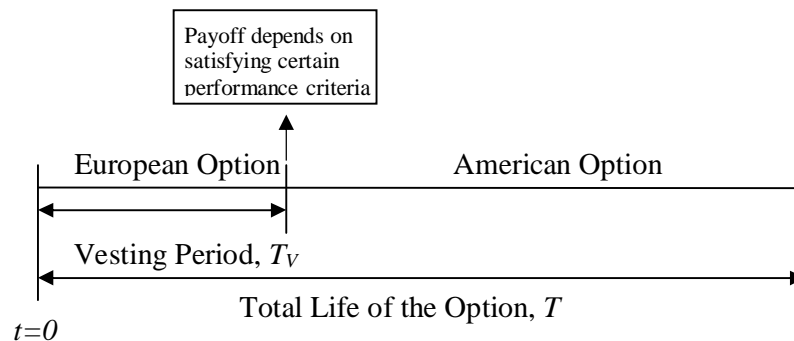 Payoff depends on
satisfying certain
performance criteria
European Option
American Option
Vesting Period, TV
Total Life of the Option, T
t=0